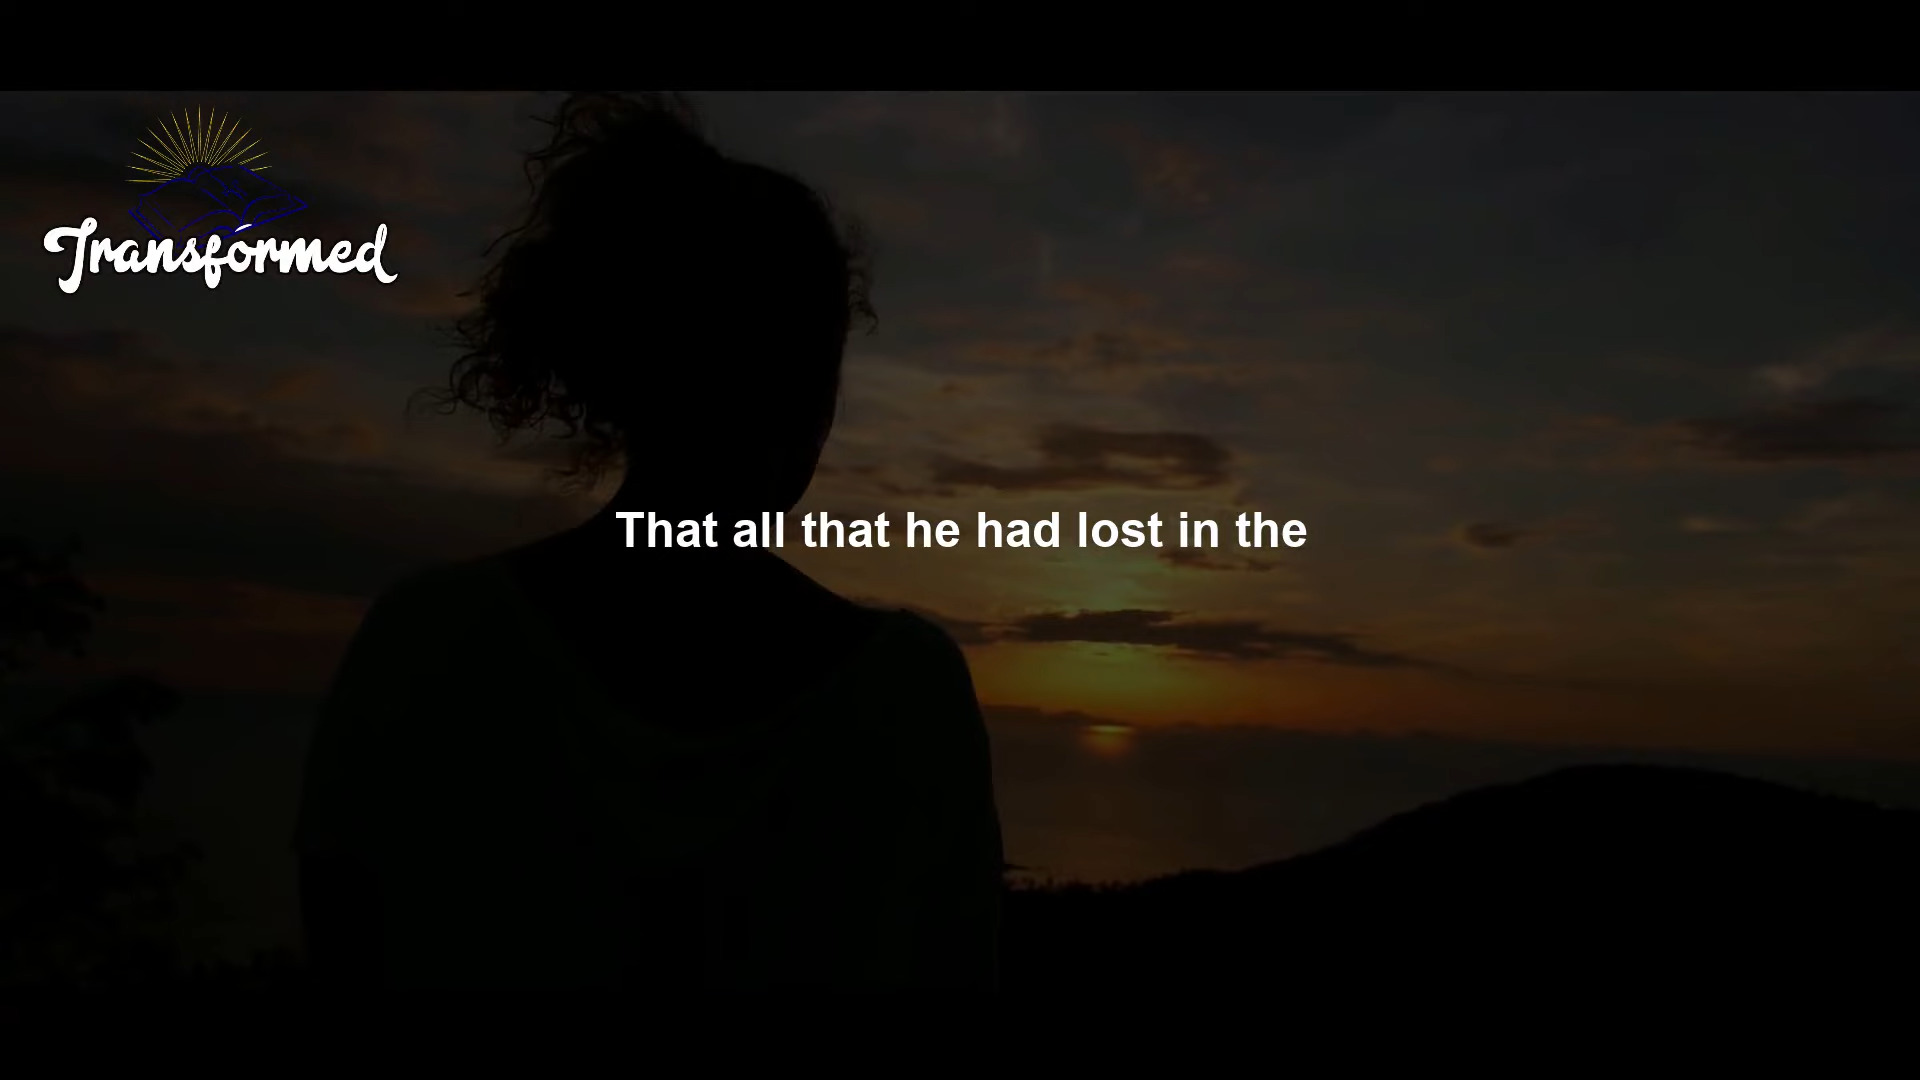 Transformed
That all that he had lost in the